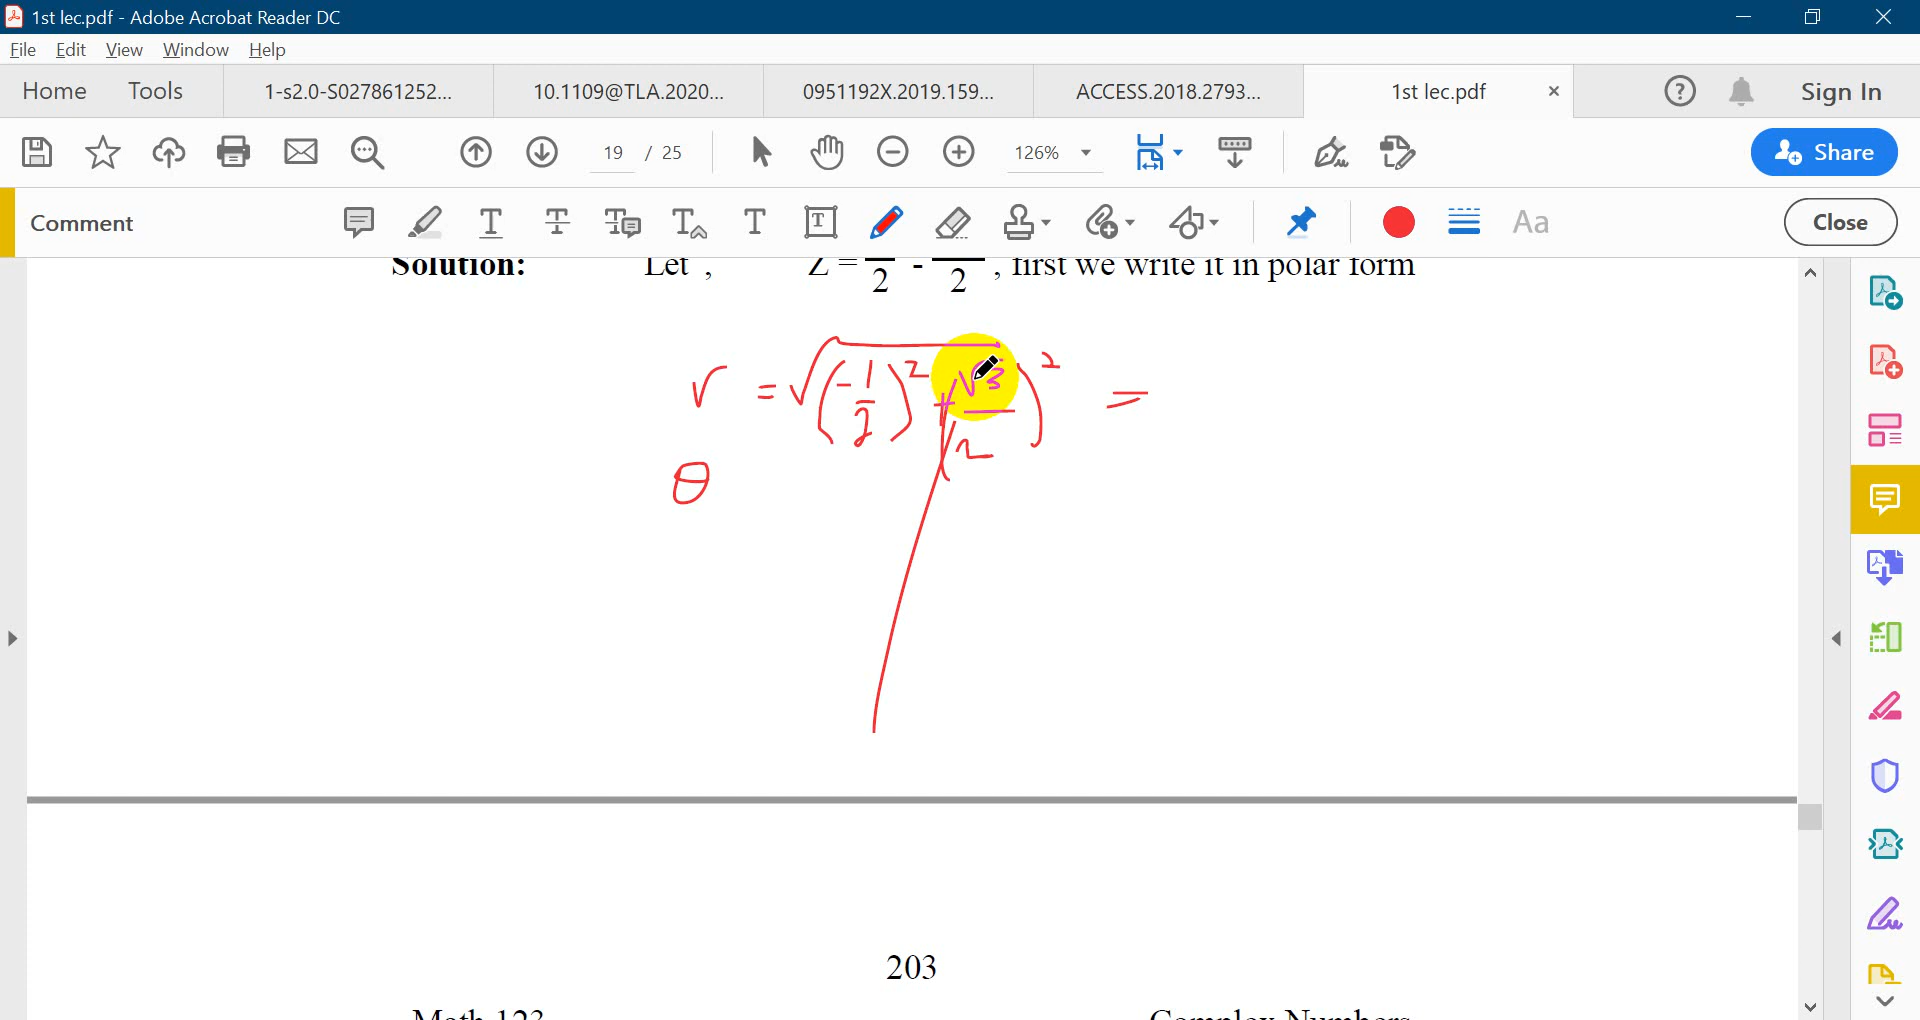 1st lec.pdf - Adobe Acrobat Reader DC
File Edit View Window Help
Home Tools 1-s2.0-S027861252... 10.1109@TLA.2020... 0951192X.2019.159... ACCESS.2018.2793... 1st lec.pdf × Sign In
19 / 25 126% Share
Comment Aa Close
Solution: Let , Z = 2 - 2 , first we write it in polar form
r = √((-1/2)² + (√3/2)²) =
θ
203
Math 123 Complex Numbers